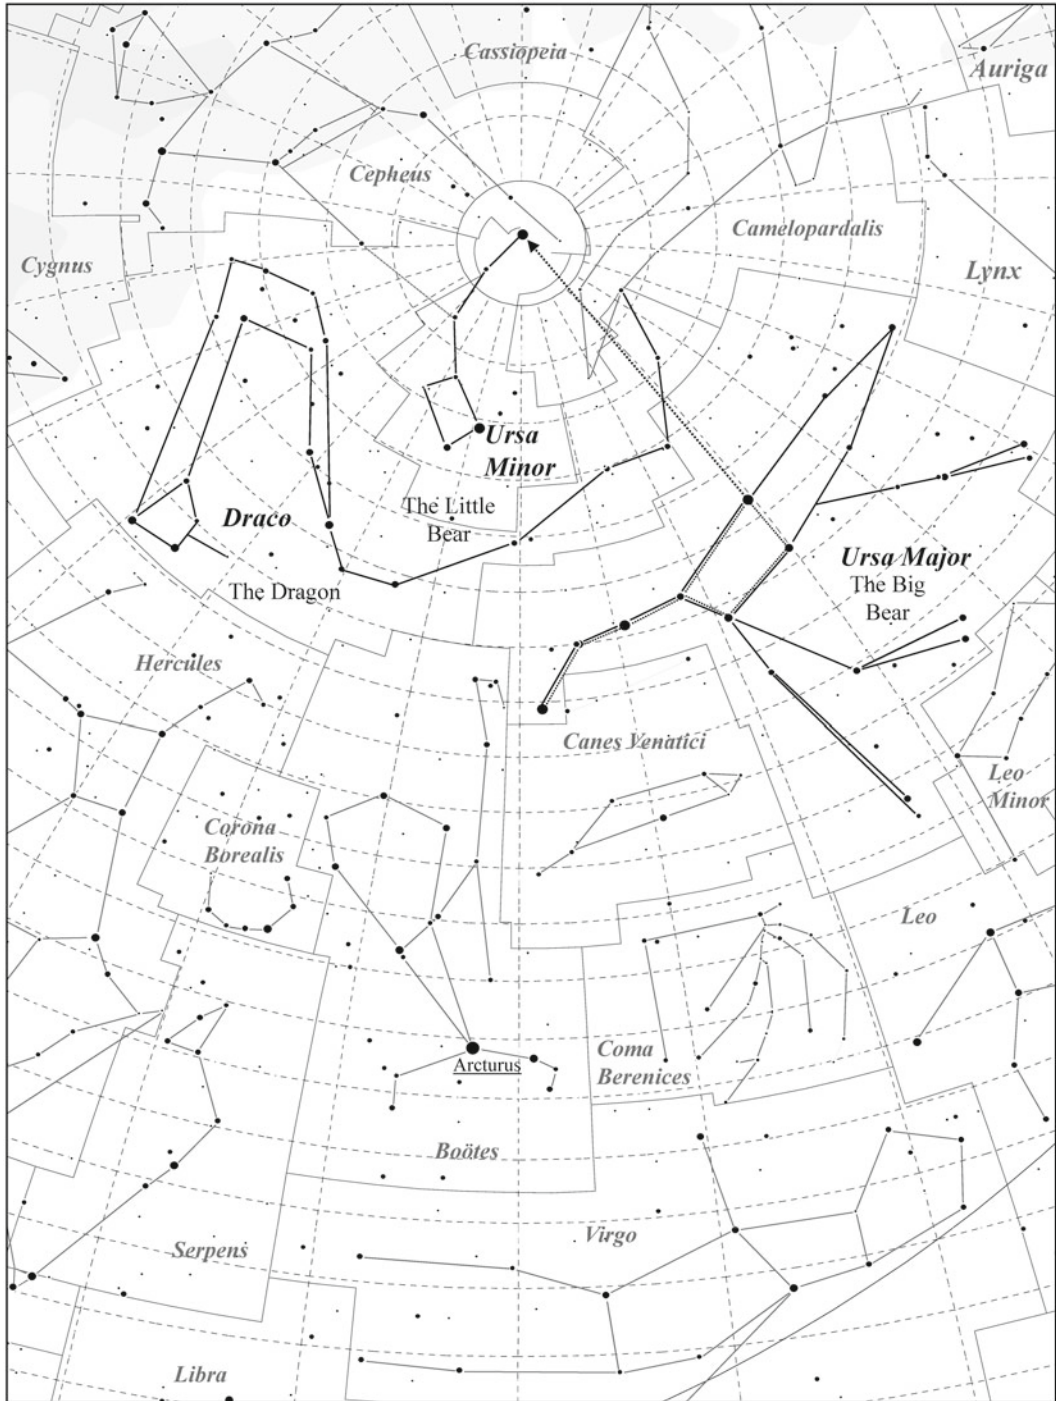 Cassiopeia
Auriga
Cepheus
Camelopardalis
Cygnus
Lynx
Ursa
Minor
The Little
Bear
Draco
The Dragon
Ursa Major
The Big
Bear
Hercules
Canes Venatici
Leo
Minor
Corona
Borealis
Leo
Arcturus
Coma
Berenices
Boötes
Virgo
Serpens
Libra